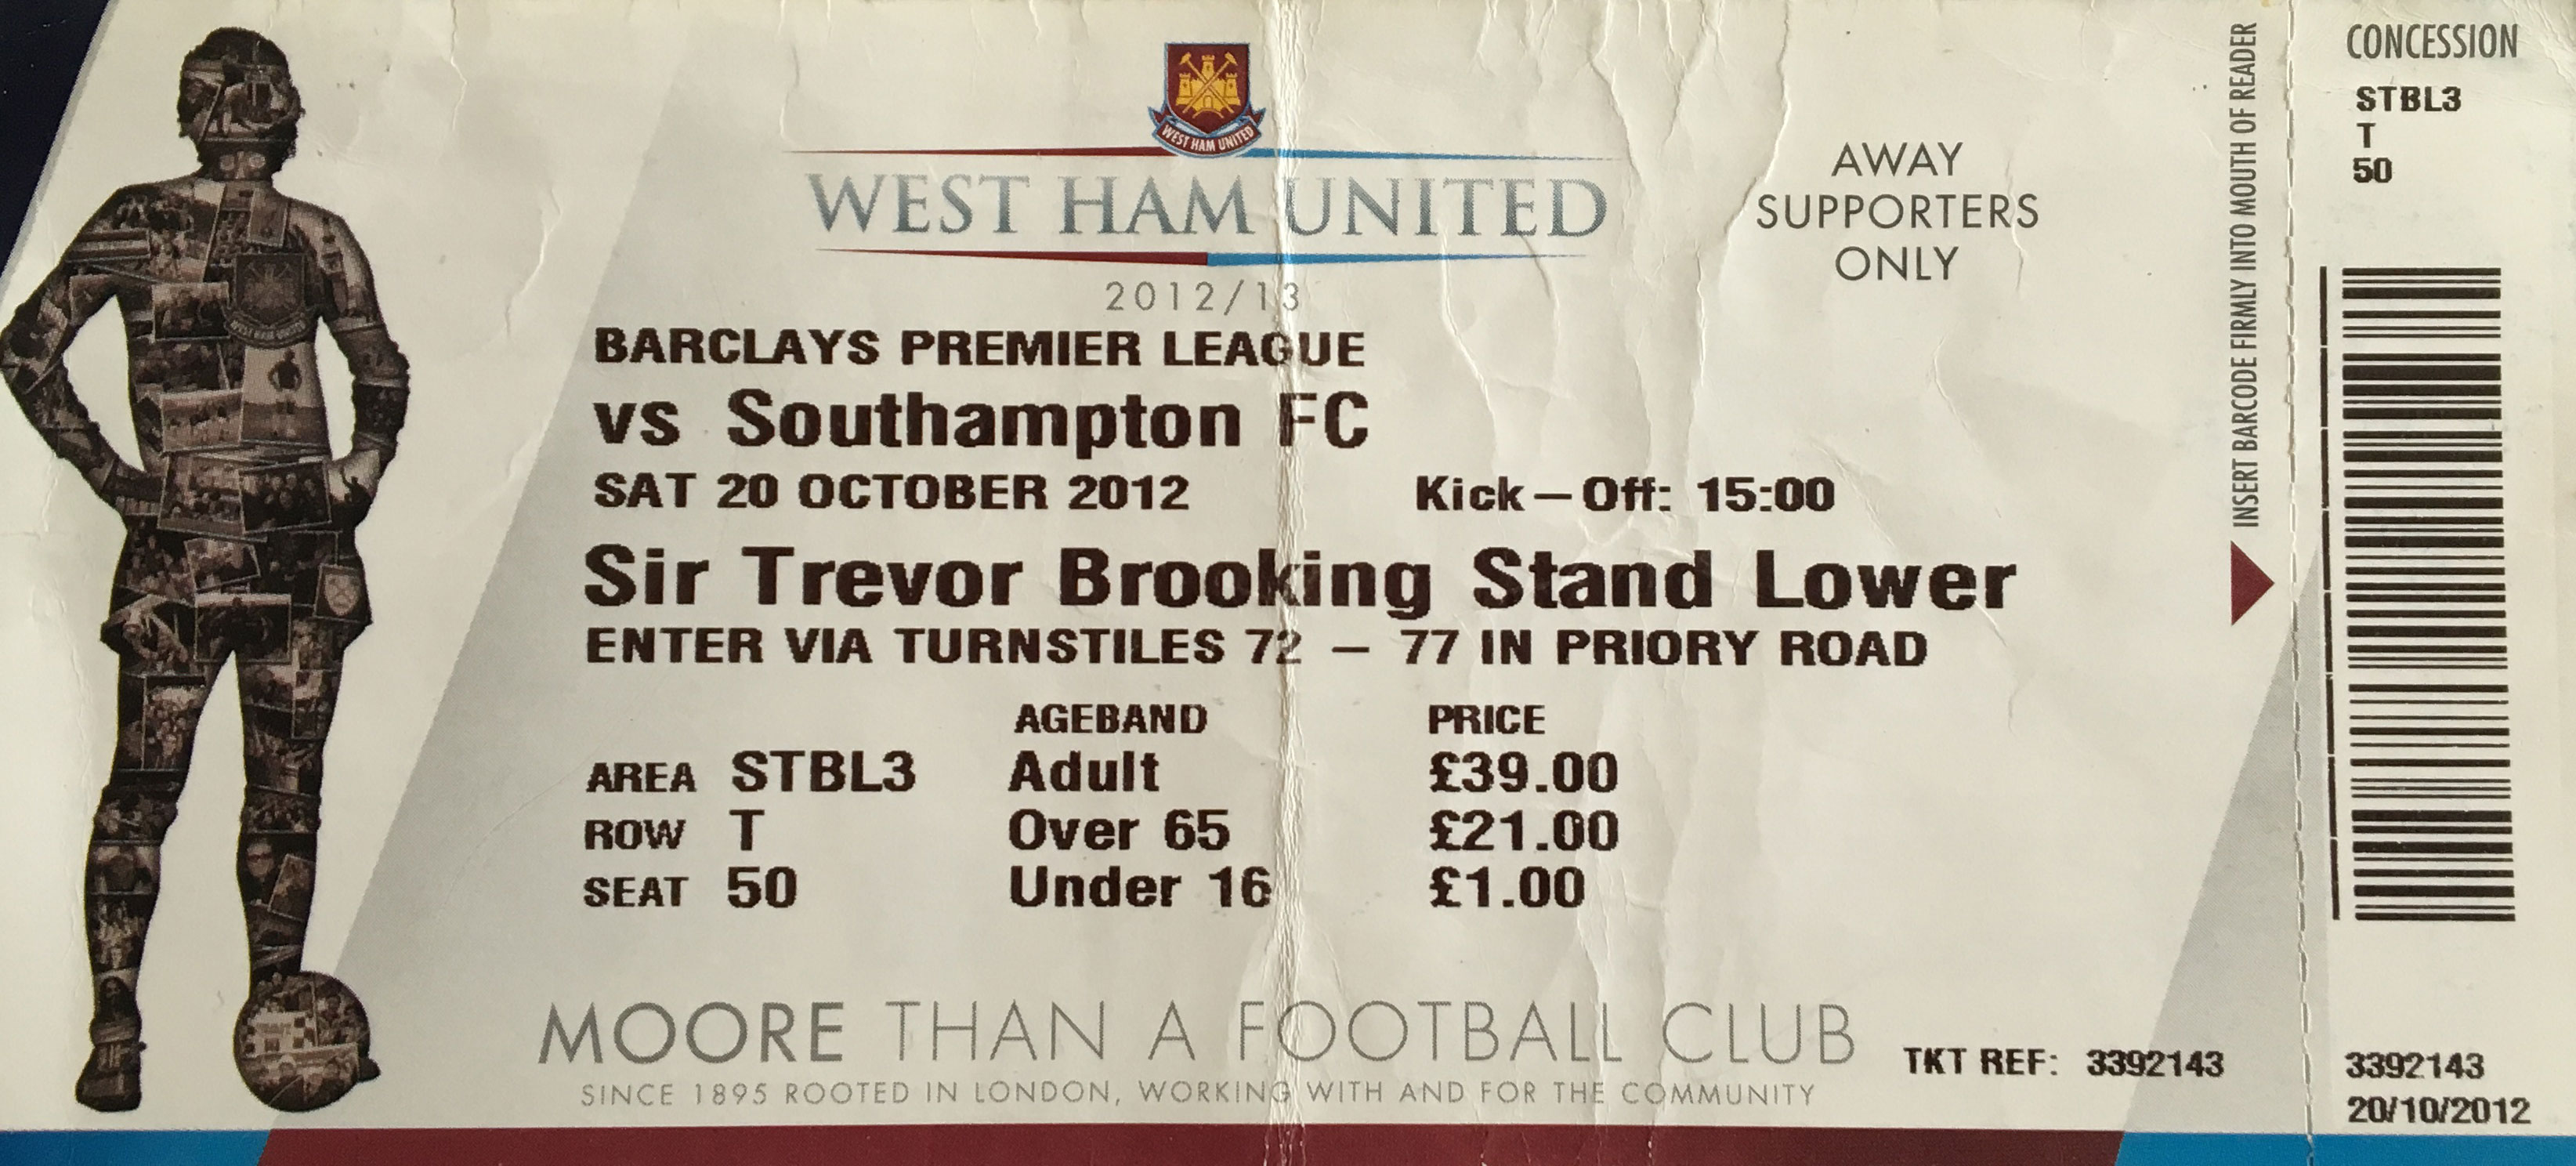 WEST HAM UNITED
WEST HAM UNITED
2012/13
AWAY
SUPPORTERS
ONLY
BARCLAYS PREMIER LEAGUE
vs Southampton FC
SAT 20 OCTOBER 2012 Kick-Off: 15:00
Sir Trevor Brooking Stand Lower
ENTER VIA TURNSTILES 72 - 77 IN PRIORY ROAD
AGEBAND PRICE
AREA STBL3 Adult £39.00
ROW T Over 65 £21.00
SEAT 50 Under 16 £1.00
MOORE THAN A FOOTBALL CLUB
SINCE 1895 ROOTED IN LONDON, WORKING WITH AND FOR THE COMMUNITY
TKT REF: 3392143
INSERT BARCODE FIRMLY INTO MOUTH OF READER
CONCESSION
STBL3
T
50
3392143
20/10/2012
WEST HAM UNITED